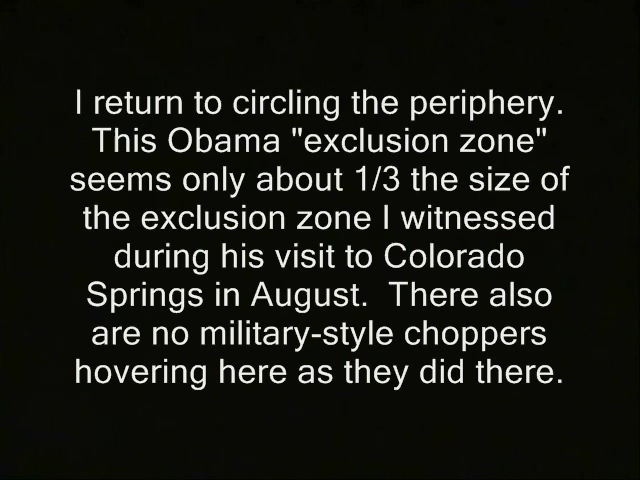 I return to circling the periphery.
This Obama "exclusion zone"
seems only about 1/3 the size of
the exclusion zone I witnessed
during his visit to Colorado
Springs in August.  There also
are no military-style choppers
hovering here as they did there.